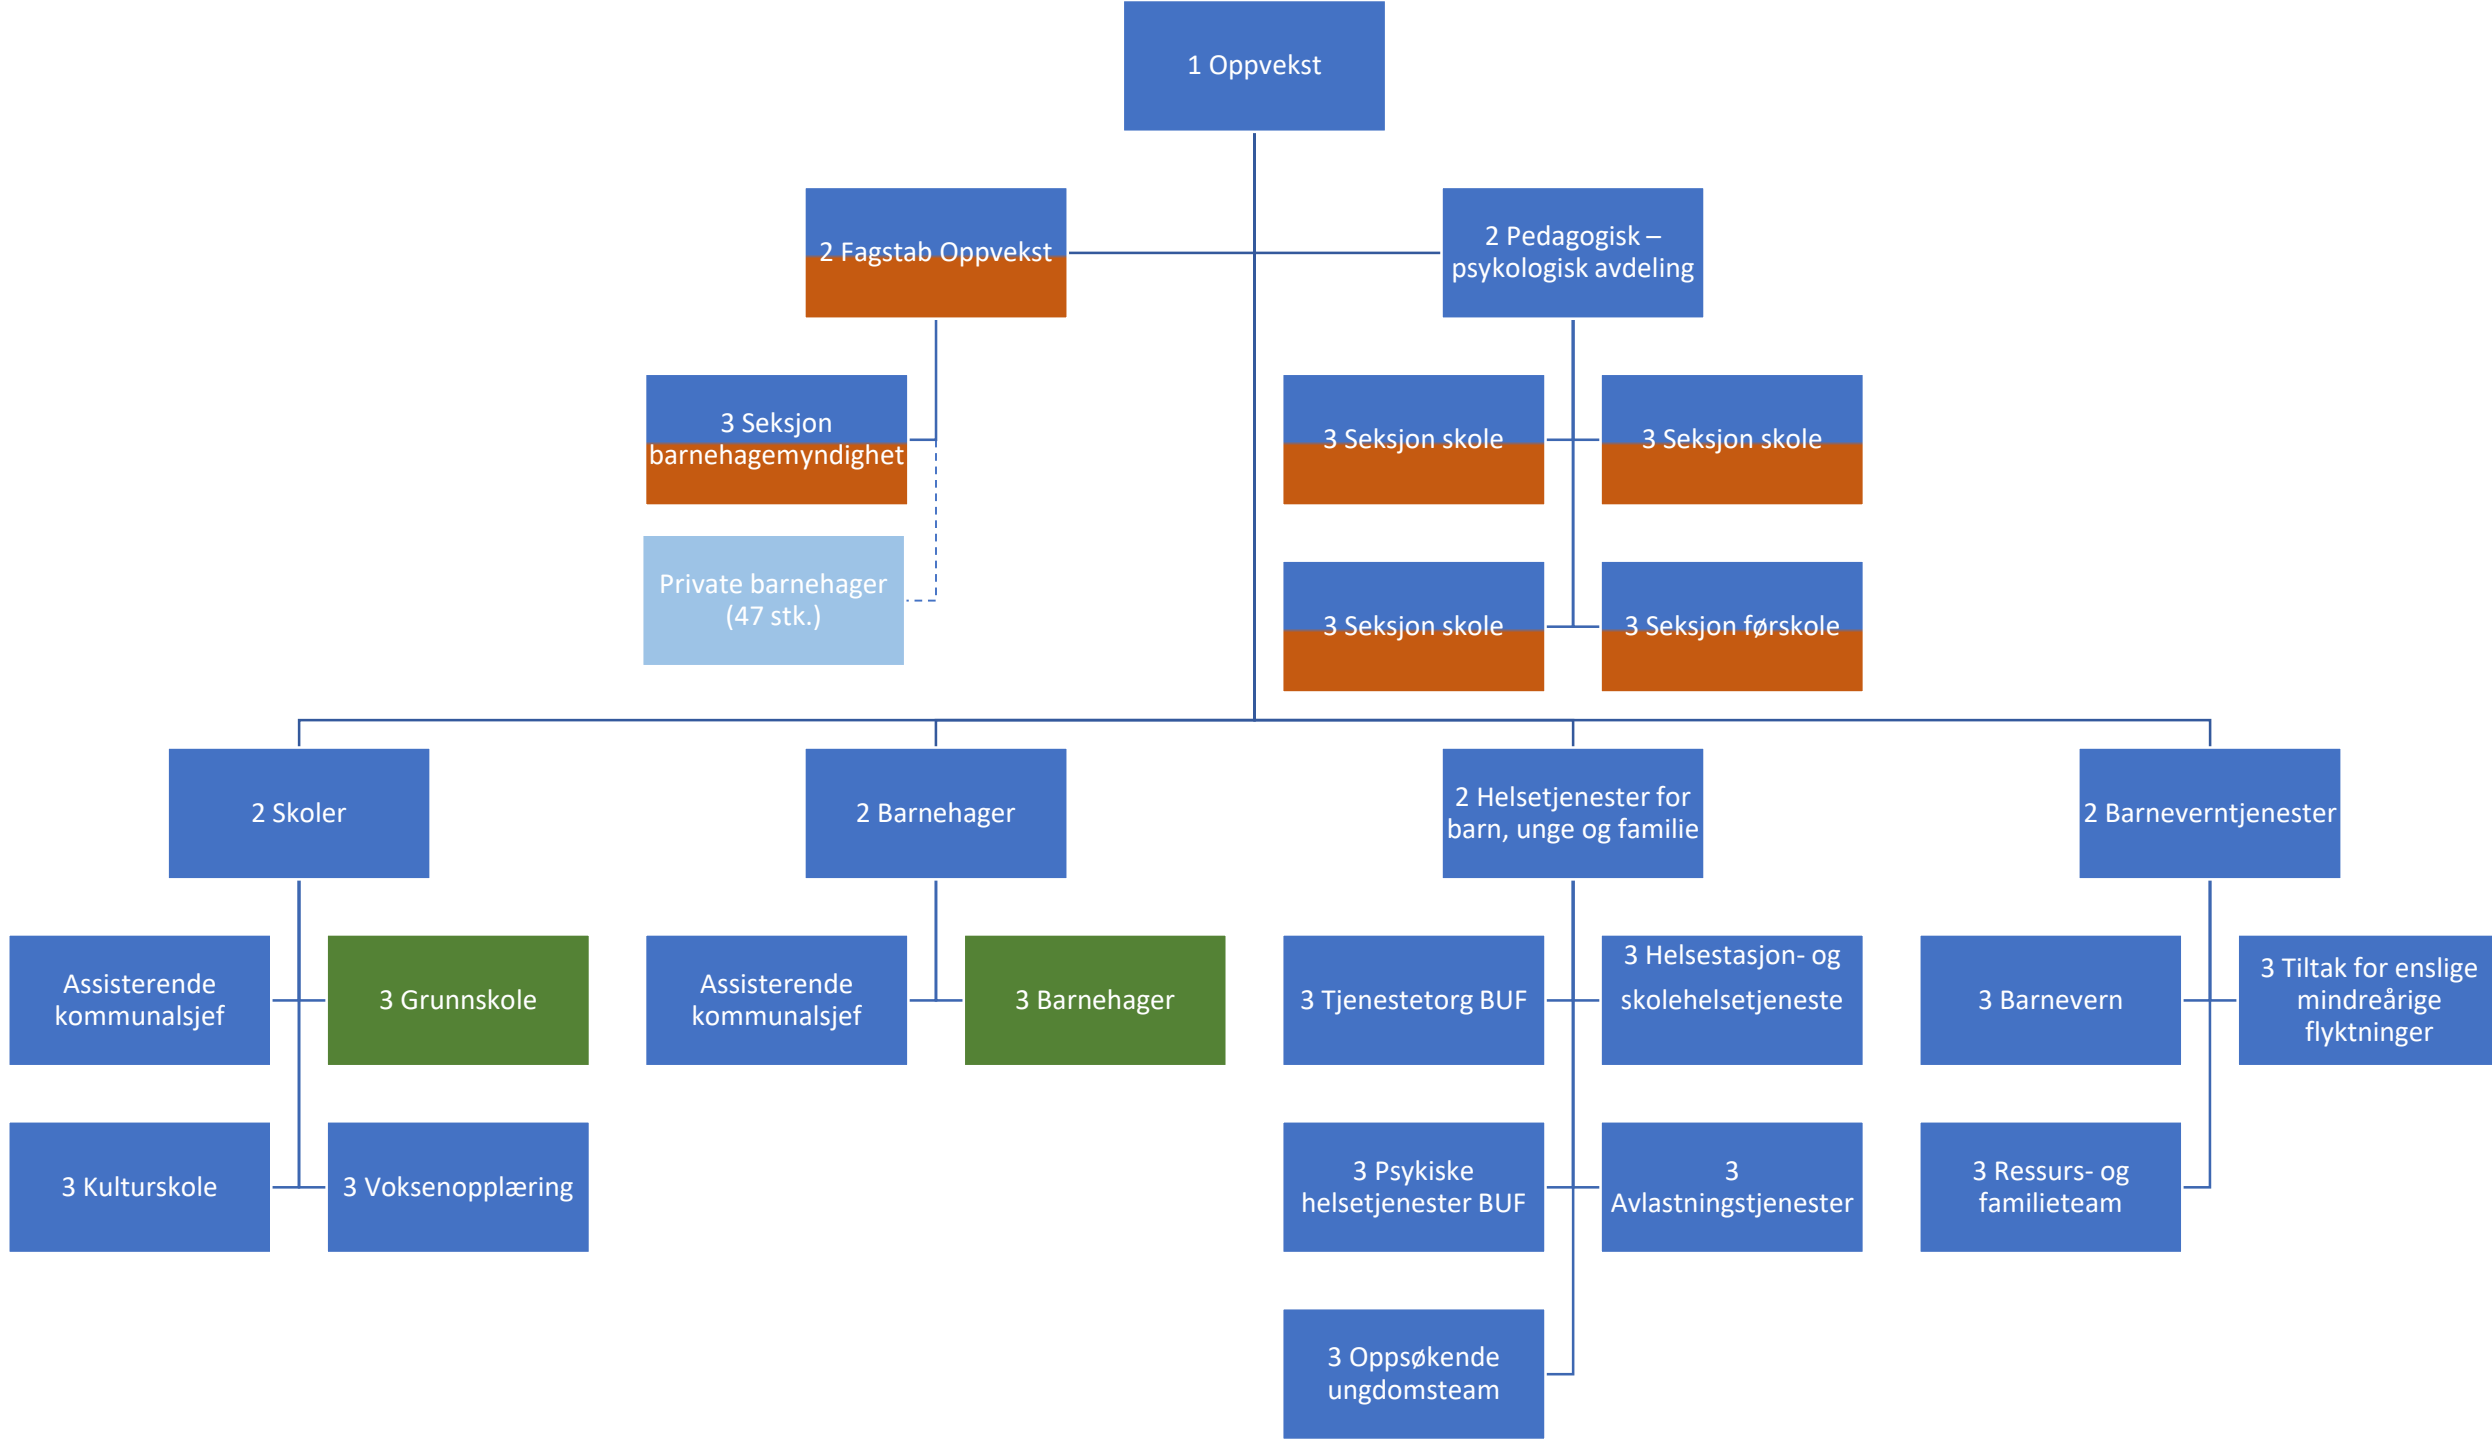 1 Oppvekst
2 Fagstab Oppvekst
2 Pedagogisk –
psykologisk avdeling
3 Seksjon
barnehagemyndighet
3 Seksjon skole
3 Seksjon skole
Private barnehager
(47 stk.)
3 Seksjon skole
3 Seksjon førskole
2 Skoler
2 Barnehager
2 Helsetjenester for
barn, unge og familie
2 Barneverntjenester
Assisterende
kommunalsjef
3 Grunnskole
Assisterende
kommunalsjef
3 Barnehager
3 Tjenestetorg BUF
3 Helsestasjon- og
skolehelsetjeneste
3 Barnevern
3 Tiltak for enslige
mindreårige
flyktninger
3 Kulturskole
3 Voksenopplæring
3 Psykiske
helsetjenester BUF
3
Avlastningstjenester
3 Ressurs- og
familieteam
3 Oppsøkende
ungdomsteam